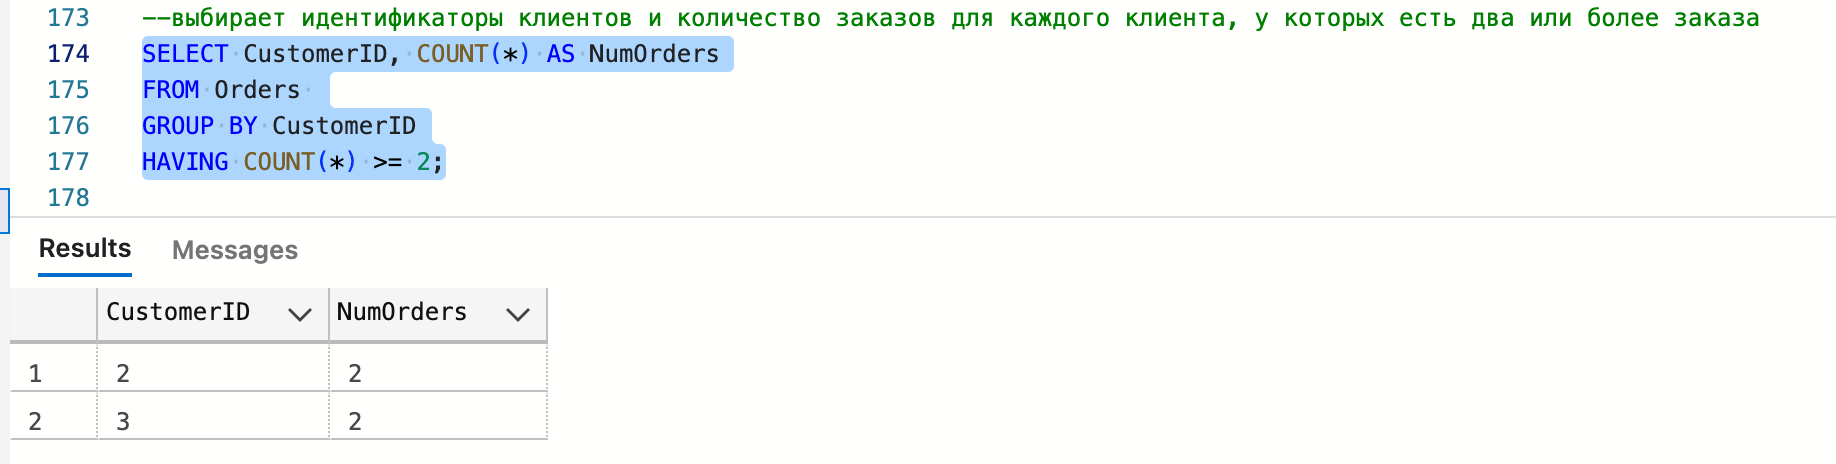 173 --выбирает идентификаторы клиентов и количество заказов для каждого клиента, у которых есть два или более заказа
174 SELECT CustomerID, COUNT(*) AS NumOrders
175 FROM Orders
176 GROUP BY CustomerID
177 HAVING COUNT(*) >= 2;
178
Results Messages
CustomerID NumOrders
1 2 2
2 3 2